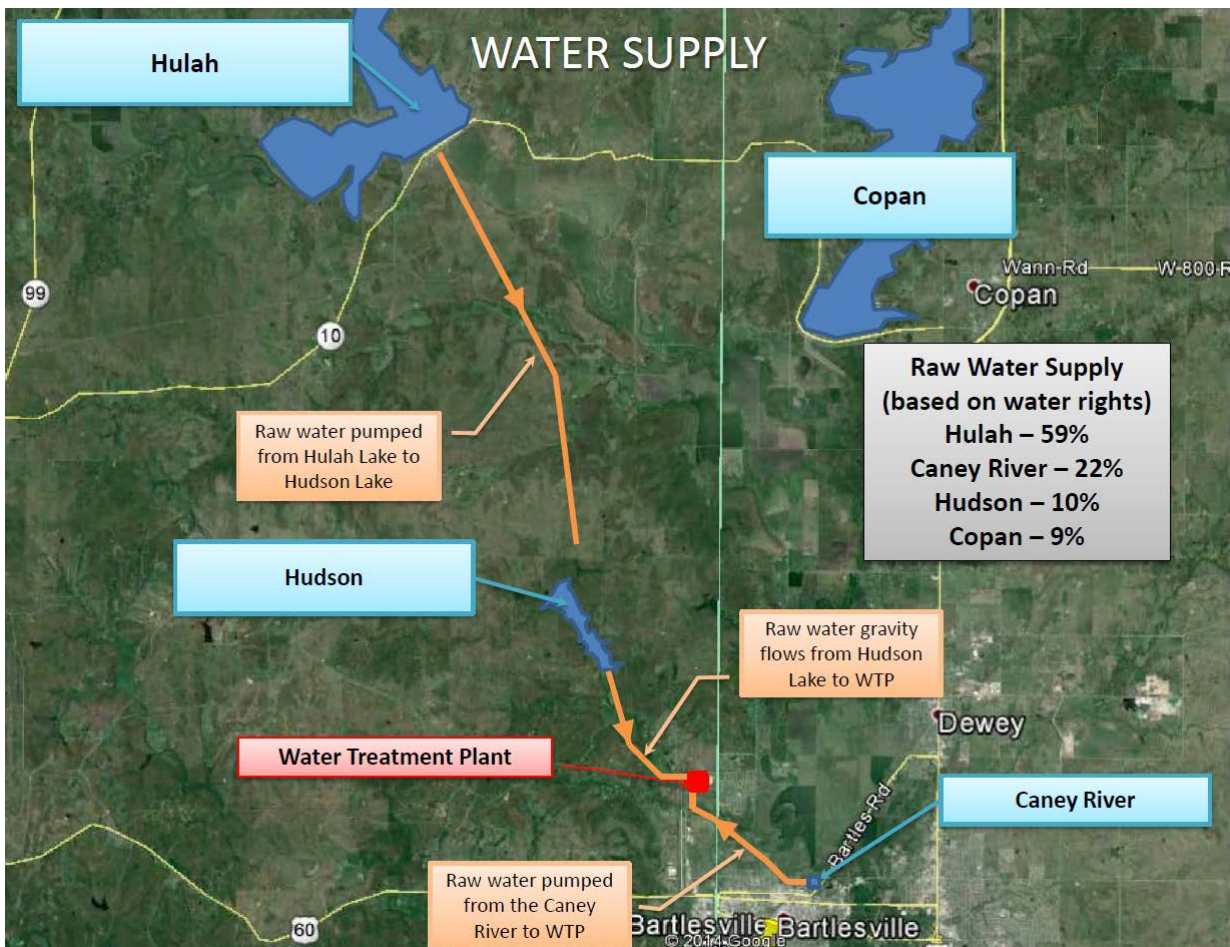 WATER SUPPLY
Hulah
Copan
99
10
Wann Rd
W 800 R
Copan
Raw Water Supply
(based on water rights)
Hulah – 59%
Caney River – 22%
Hudson – 10%
Copan – 9%
Raw water pumped
from Hulah Lake to
Hudson Lake
Hudson
Raw water gravity
flows from Hudson
Lake to WTP
Dewey
Water Treatment Plant
Caney River
Bartles Rd
Raw water pumped
from the Caney
River to WTP
60
Bartlesville
Bartlesville
© 2014 Google